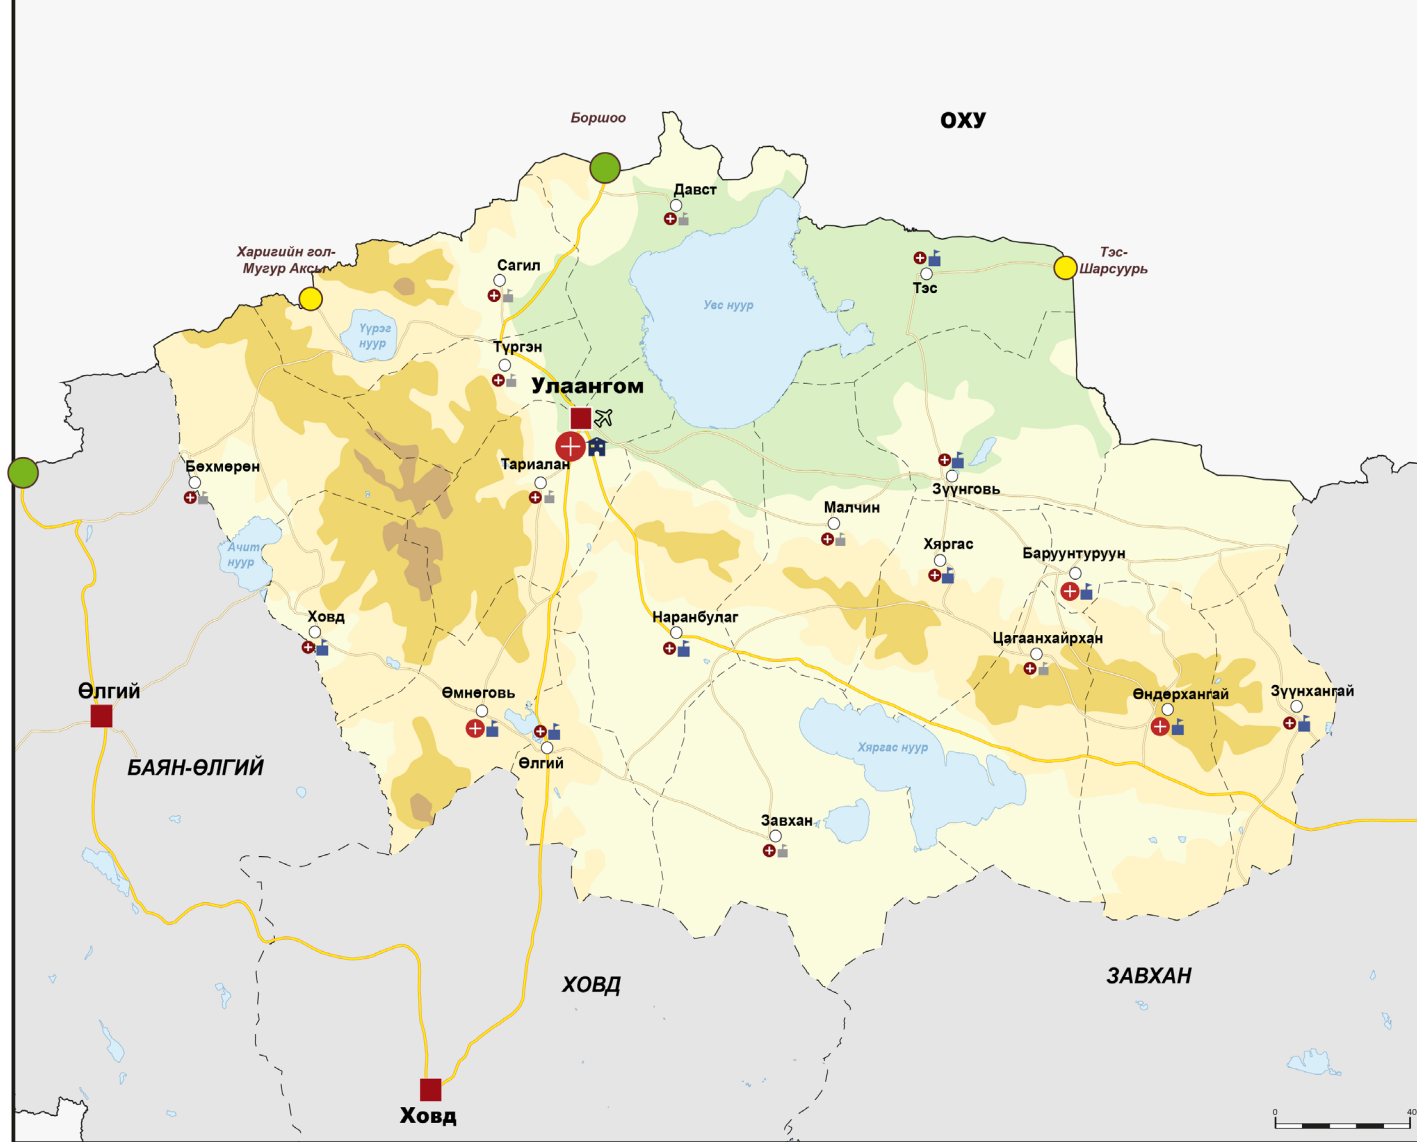 Боршоо
ОХУ
Давст
Харигийн гол-
Мугур Аксы
Тэс-
Шарсуурь
Сагил
Тэс
Увс нуур
Үүрэг
нуур
Түргэн
Улаангом
Бөхмөрөн
Тариалан
Зүүнговь
Малчин
Ачит
нуур
Хяргас
Баруунтуруун
Ховд
Наранбулаг
Цагаанхайрхан
Өлгий
Өмнөговь
Өндөрхангай
Зүүнхангай
Хяргас нуур
БАЯН-ӨЛГИЙ
Өлгий
Завхан
ХОВД
ЗАВХАН
Ховд
0 40